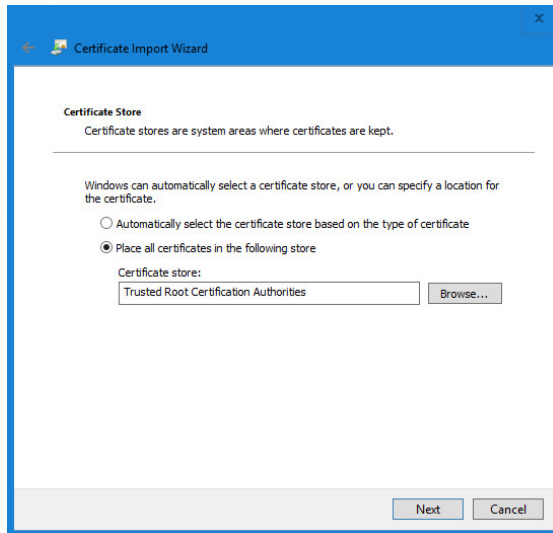 Certificate Import Wizard
Certificate Store
Certificate stores are system areas where certificates are kept.
Windows can automatically select a certificate store, or you can specify a location for
the certificate.
Automatically select the certificate store based on the type of certificate
Place all certificates in the following store
Certificate store:
Trusted Root Certification Authorities
Browse...
Next
Cancel